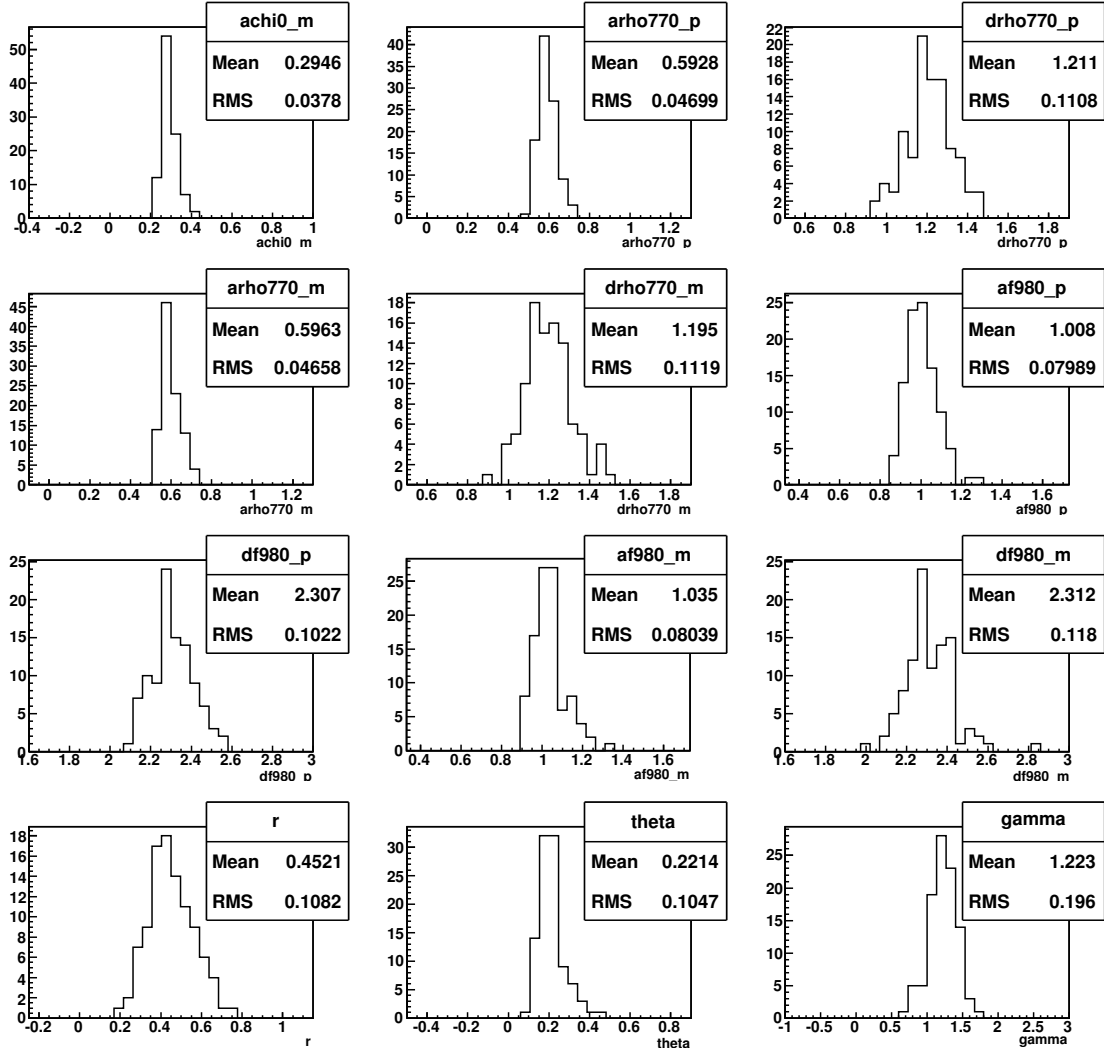 achi0_m
Mean 0.2946
RMS 0.0378
50
40
30
20
10
0
-0.4 -0.2 0 0.2 0.4 0.6 0.8 1
achi0_m
arho770_p
Mean 0.5928
RMS 0.04699
40
35
30
25
20
15
10
5
0
0 0.2 0.4 0.6 0.8 1 1.2
arho770_p
drho770_p
Mean 1.211
RMS 0.1108
22
20
18
16
14
12
10
8
6
4
2
0
0.6 0.8 1 1.2 1.4 1.6 1.8
drho770_p
arho770_m
Mean 0.5963
RMS 0.04658
45
40
35
30
25
20
15
10
5
0
0 0.2 0.4 0.6 0.8 1 1.2
arho770_m
drho770_m
Mean 1.195
RMS 0.1119
18
16
14
12
10
8
6
4
2
0
0.6 0.8 1 1.2 1.4 1.6 1.8
drho770_m
af980_p
Mean 1.008
RMS 0.07989
25
20
15
10
5
0
0.4 0.6 0.8 1 1.2 1.4 1.6
af980_p
df980_p
Mean 2.307
RMS 0.1022
25
20
15
10
5
0
1.6 1.8 2 2.2 2.4 2.6 2.8 3
df980_p
af980_m
Mean 1.035
RMS 0.08039
25
20
15
10
5
0
0.4 0.6 0.8 1 1.2 1.4 1.6
af980_m
df980_m
Mean 2.312
RMS 0.118
25
20
15
10
5
0
1.6 1.8 2 2.2 2.4 2.6 2.8 3
df980_m
r
Mean 0.4521
RMS 0.1082
18
16
14
12
10
8
6
4
2
0
-0.2 0 0.2 0.4 0.6 0.8 1
r
theta
Mean 0.2214
RMS 0.1047
30
25
20
15
10
5
0
-0.4 -0.2 0 0.2 0.4 0.6 0.8
theta
gamma
Mean 1.223
RMS 0.196
25
20
15
10
5
0
-1 -0.5 0 0.5 1 1.5 2 2.5 3
gamma